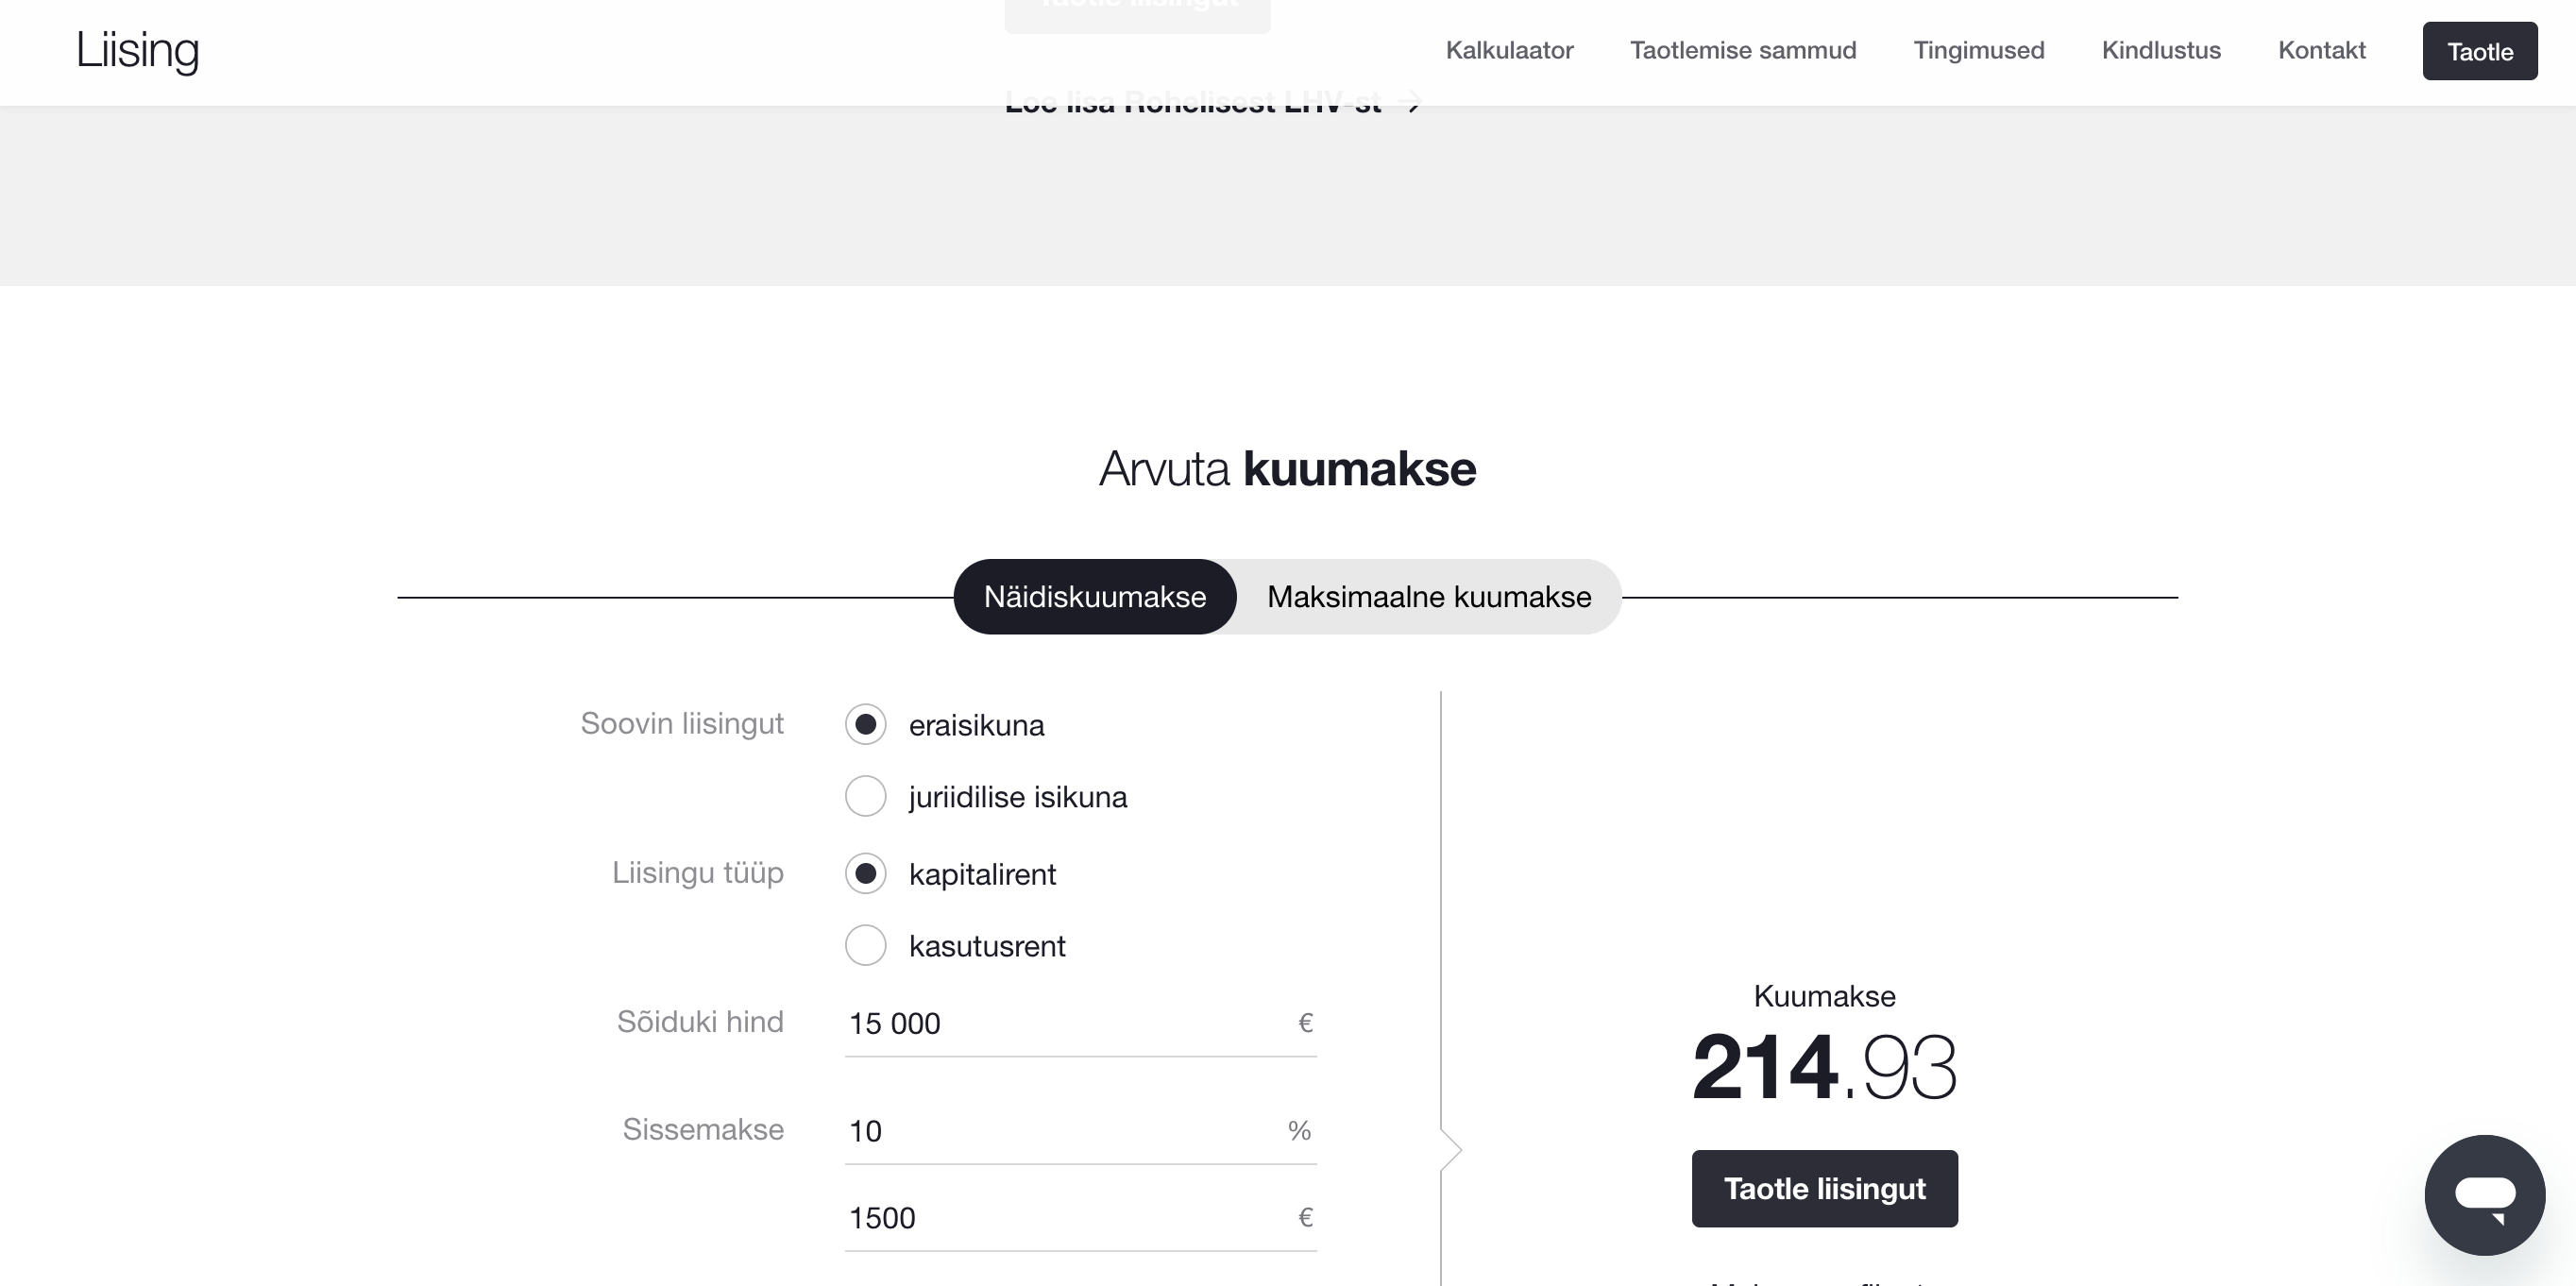 Liising
Kalkulaator
Taotlemise sammud
Tingimused
Kindlustus
Kontakt
Taotle
Taotle liisingut
Loe lisa Rohelisest LHV-st →
Arvuta kuumakse
Näidiskuumakse
Maksimaalne kuumakse
Soovin liisingut
eraisikuna
juriidilise isikuna
Liisingu tüüp
kapitalirent
kasutusrent
Sõiduki hind
15 000 €
Sissemakse
10 %
1500 €
Kuumakse
214.93
Taotle liisingut